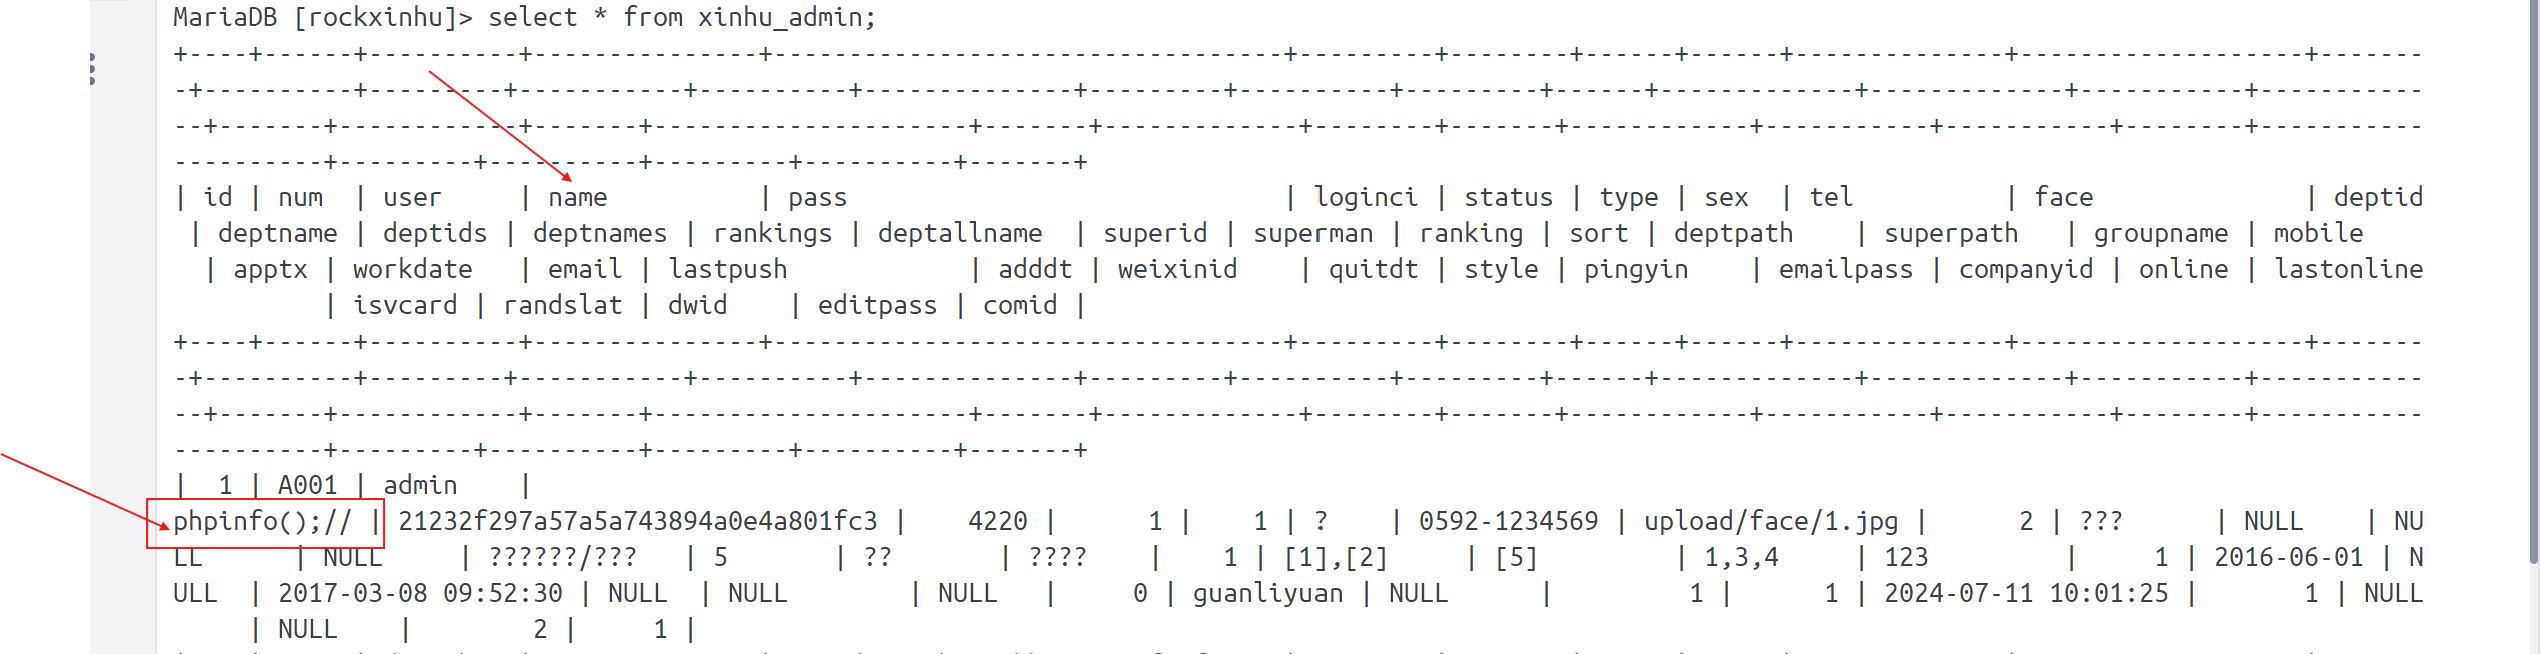 MariaDB [rockxinhu]> select * from xinhu_admin;
+----+------+----------+---------------+----------------------------------+---------+--------+------+------+--------------+-------------------+-------
-+----------+---------+-----------+----------+--------------+---------+----------+---------+------+-------------+-------------+-----------+-----------
--+-------+------------+-------+---------------------+-------+-------------+--------+-------+------------+-----------+-----------+--------+-----------
----------+---------+----------+---------+----------+-------+
| id | num  | user     | name          | pass                             | loginci | status | type | sex  | tel          | face              | deptid
 | deptname | deptids | deptnames | rankings | deptallname  | superid | superman | ranking | sort | deptpath    | superpath   | groupname | mobile
  | apptx | workdate   | email | lastpush            | adddt | weixinid    | quitdt | style | pingyin    | emailpass | companyid | online | lastonline
          | isvcard | randslat | dwid    | editpass | comid |
+----+------+----------+---------------+----------------------------------+---------+--------+------+------+--------------+-------------------+-------
-+----------+---------+-----------+----------+--------------+---------+----------+---------+------+-------------+-------------+-----------+-----------
--+-------+------------+-------+---------------------+-------+-------------+--------+-------+------------+-----------+-----------+--------+-----------
----------+---------+----------+---------+----------+-------+
|  1 | A001 | admin    |
phpinfo();// | 21232f297a57a5a743894a0e4a801fc3 |    4220 |      1 |    1 | ?    | 0592-1234569 | upload/face/1.jpg |      2 | ???      | NULL    | NU
LL      | NULL     | ??????/???   | 5       | ??       | ????    |    1 | [1],[2]     | [5]         | 1,3,4     | 123         |     1 | 2016-06-01 | N
ULL  | 2017-03-08 09:52:30 | NULL  | NULL        | NULL   |     0 | guanliyuan | NULL      |         1 |      1 | 2024-07-11 10:01:25 |       1 | NULL
     | NULL    |        2 |     1 |